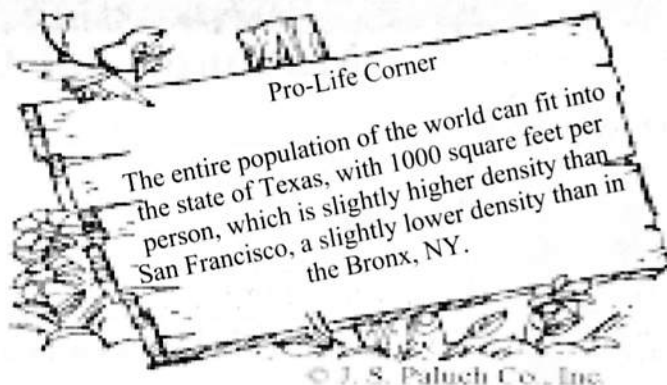 Pro-Life Corner
The entire population of the world can fit into
the state of Texas, with 1000 square feet per
person, which is slightly higher density than
San Francisco, a slightly lower density than in
the Bronx, NY.
© J. S. Paluch Co., Inc.